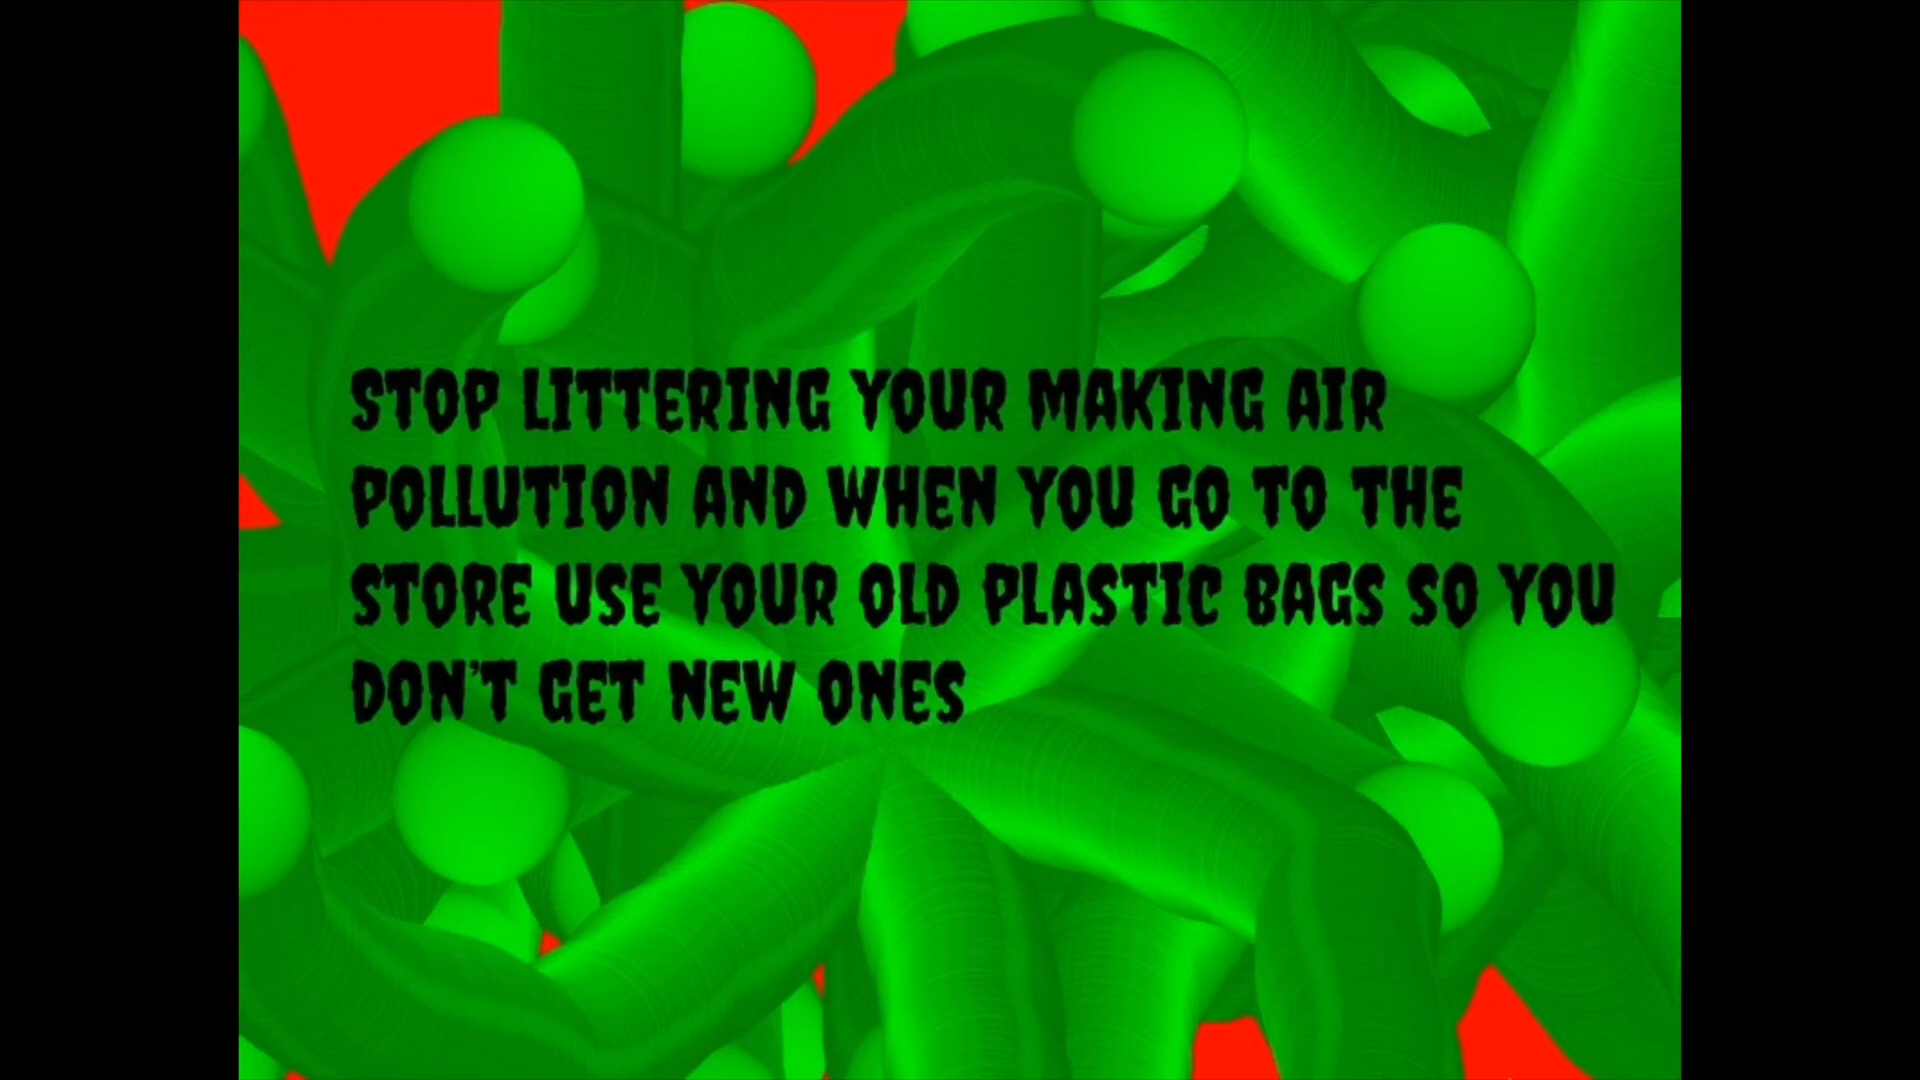 STOP LITTERING YOUR MAKING AIR
POLLUTION AND WHEN YOU GO TO THE
STORE USE YOUR OLD PLASTIC BAGS SO YOU
DON'T GET NEW ONES